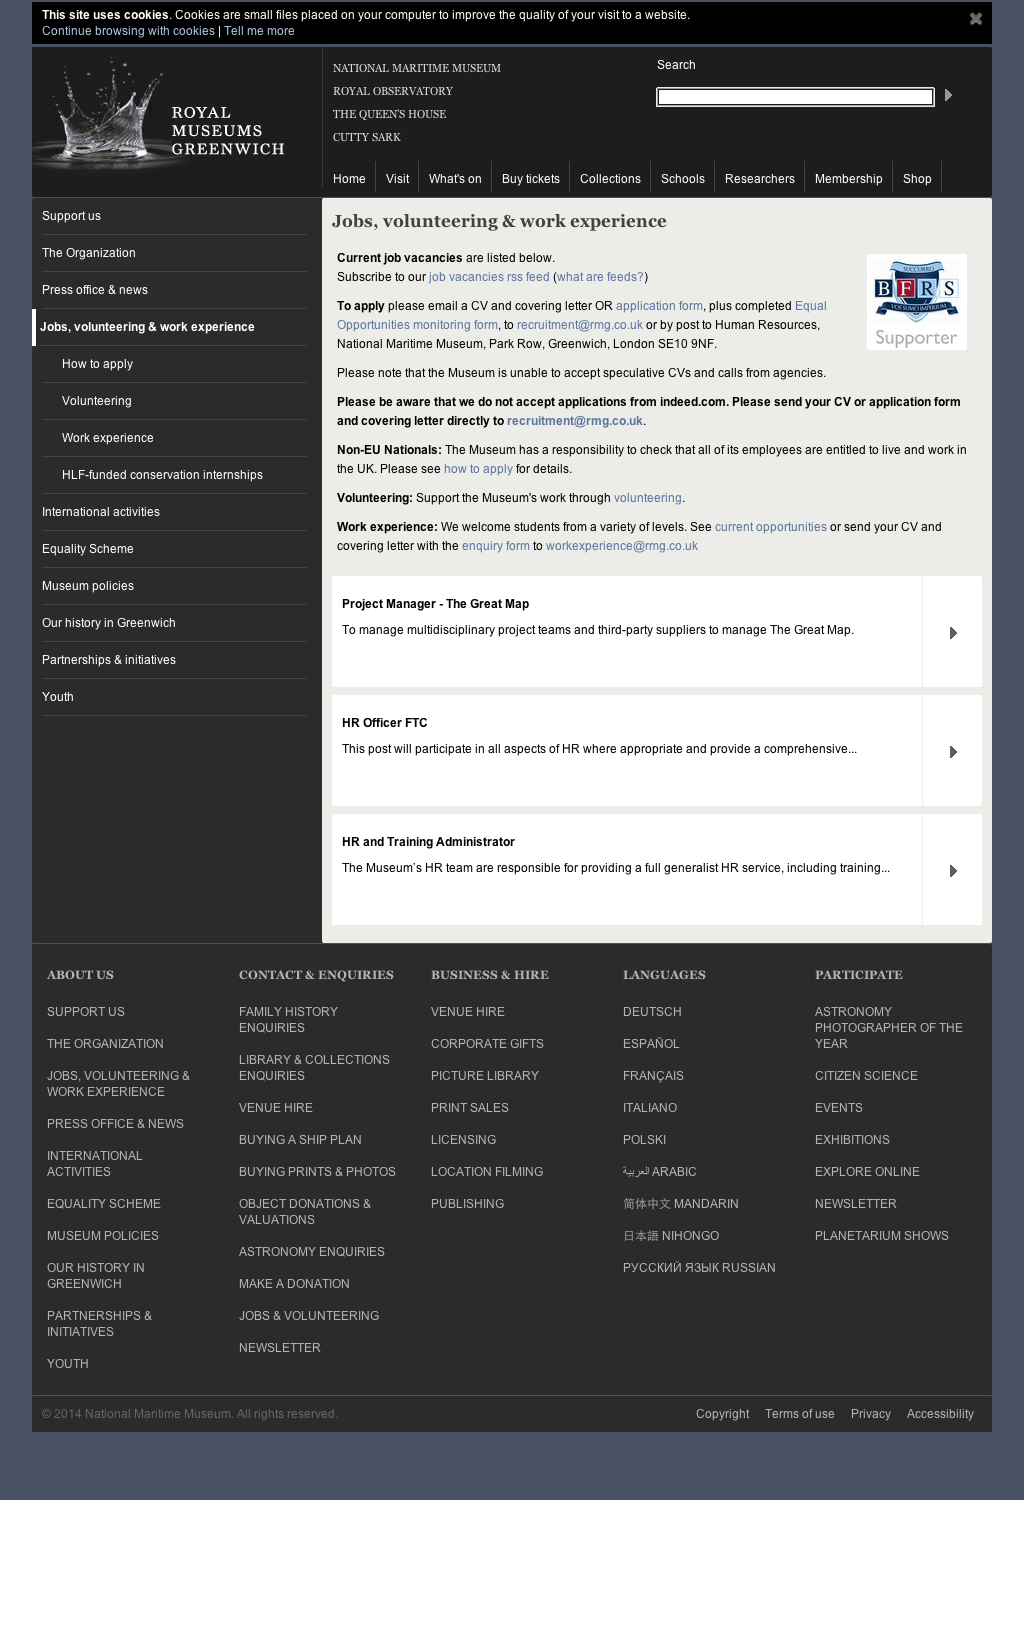 This site uses cookies. Cookies are small files placed on your computer to improve the quality of your visit to a website.
Continue browsing with cookies | Tell me more
ROYAL
MUSEUMS
GREENWICH
NATIONAL MARITIME MUSEUM
ROYAL OBSERVATORY
THE QUEEN'S HOUSE
CUTTY SARK
Search
Home
Visit
What's on
Buy tickets
Collections
Schools
Researchers
Membership
Shop
Support us
The Organization
Press office & news
Jobs, volunteering & work experience
How to apply
Volunteering
Work experience
HLF-funded conservation internships
International activities
Equality Scheme
Museum policies
Our history in Greenwich
Partnerships & initiatives
Youth
Jobs, volunteering & work experience
Current job vacancies are listed below.
Subscribe to our job vacancies rss feed (what are feeds?)
To apply please email a CV and covering letter OR application form, plus completed Equal
Opportunities monitoring form, to recruitment@rmg.co.uk or by post to Human Resources,
National Maritime Museum, Park Row, Greenwich, London SE10 9NF.
SUCCURRO
BFRS
VOS SUMO IMPERIUM
Supporter
Please note that the Museum is unable to accept speculative CVs and calls from agencies.
Please be aware that we do not accept applications from indeed.com. Please send your CV or application form
and covering letter directly to recruitment@rmg.co.uk.
Non-EU Nationals: The Museum has a responsibility to check that all of its employees are entitled to live and work in
the UK. Please see how to apply for details.
Volunteering: Support the Museum's work through volunteering.
Work experience: We welcome students from a variety of levels. See current opportunities or send your CV and
covering letter with the enquiry form to workexperience@rmg.co.uk
Project Manager - The Great Map
To manage multidisciplinary project teams and third-party suppliers to manage The Great Map.
HR Officer FTC
This post will participate in all aspects of HR where appropriate and provide a comprehensive...
HR and Training Administrator
The Museum's HR team are responsible for providing a full generalist HR service, including training...
ABOUT US
SUPPORT US
THE ORGANIZATION
JOBS, VOLUNTEERING &
WORK EXPERIENCE
PRESS OFFICE & NEWS
INTERNATIONAL
ACTIVITIES
EQUALITY SCHEME
MUSEUM POLICIES
OUR HISTORY IN
GREENWICH
PARTNERSHIPS &
INITIATIVES
YOUTH
CONTACT & ENQUIRIES
FAMILY HISTORY
ENQUIRIES
LIBRARY & COLLECTIONS
ENQUIRIES
VENUE HIRE
BUYING A SHIP PLAN
BUYING PRINTS & PHOTOS
OBJECT DONATIONS &
VALUATIONS
ASTRONOMY ENQUIRIES
MAKE A DONATION
JOBS & VOLUNTEERING
NEWSLETTER
BUSINESS & HIRE
VENUE HIRE
CORPORATE GIFTS
PICTURE LIBRARY
PRINT SALES
LICENSING
LOCATION FILMING
PUBLISHING
LANGUAGES
DEUTSCH
ESPAÑOL
FRANÇAIS
ITALIANO
POLSKI
العربية ARABIC
简体中文 MANDARIN
日本語 NIHONGO
РУССКИЙ ЯЗЫК RUSSIAN
PARTICIPATE
ASTRONOMY
PHOTOGRAPHER OF THE
YEAR
CITIZEN SCIENCE
EVENTS
EXHIBITIONS
EXPLORE ONLINE
NEWSLETTER
PLANETARIUM SHOWS
© 2014 National Maritime Museum. All rights reserved.
Copyright
Terms of use
Privacy
Accessibility